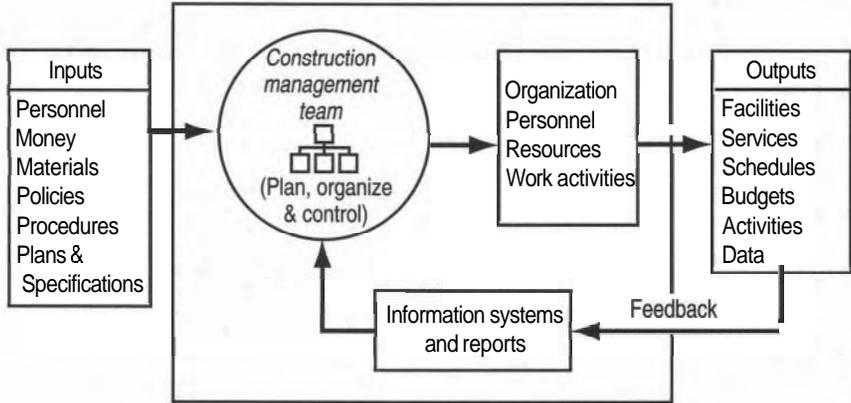 Inputs
Personnel
Money
Materials
Policies
Procedures
Plans &
Specifications
Construction
management
team
(Plan, organize
& control)
Organization
Personnel
Resources
Work activities
Outputs
Facilities
Services
Schedules
Budgets
Activities
Data
Feedback
Information systems
and reports